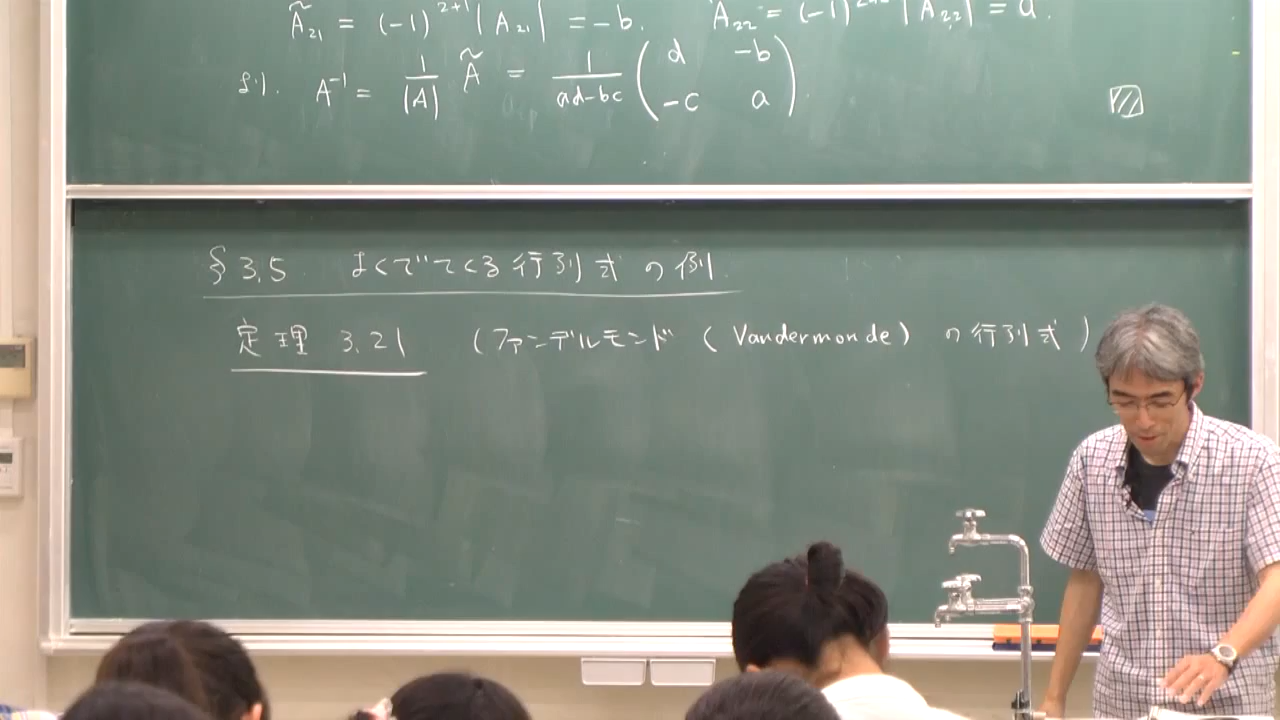 Ã₂₁ = (-1)²⁺¹ |A₂₁| = -b. Ã₂₂ = (-1)²⁺² |A₂₂| = a.
より. A⁻¹ = 1/|A| Ã = 1/(ad-bc) (d -b -c a).
§3.5 よくでてくる行列式の例
定理 3.21 (ファンデルモンド (Vandermonde) の行列式)